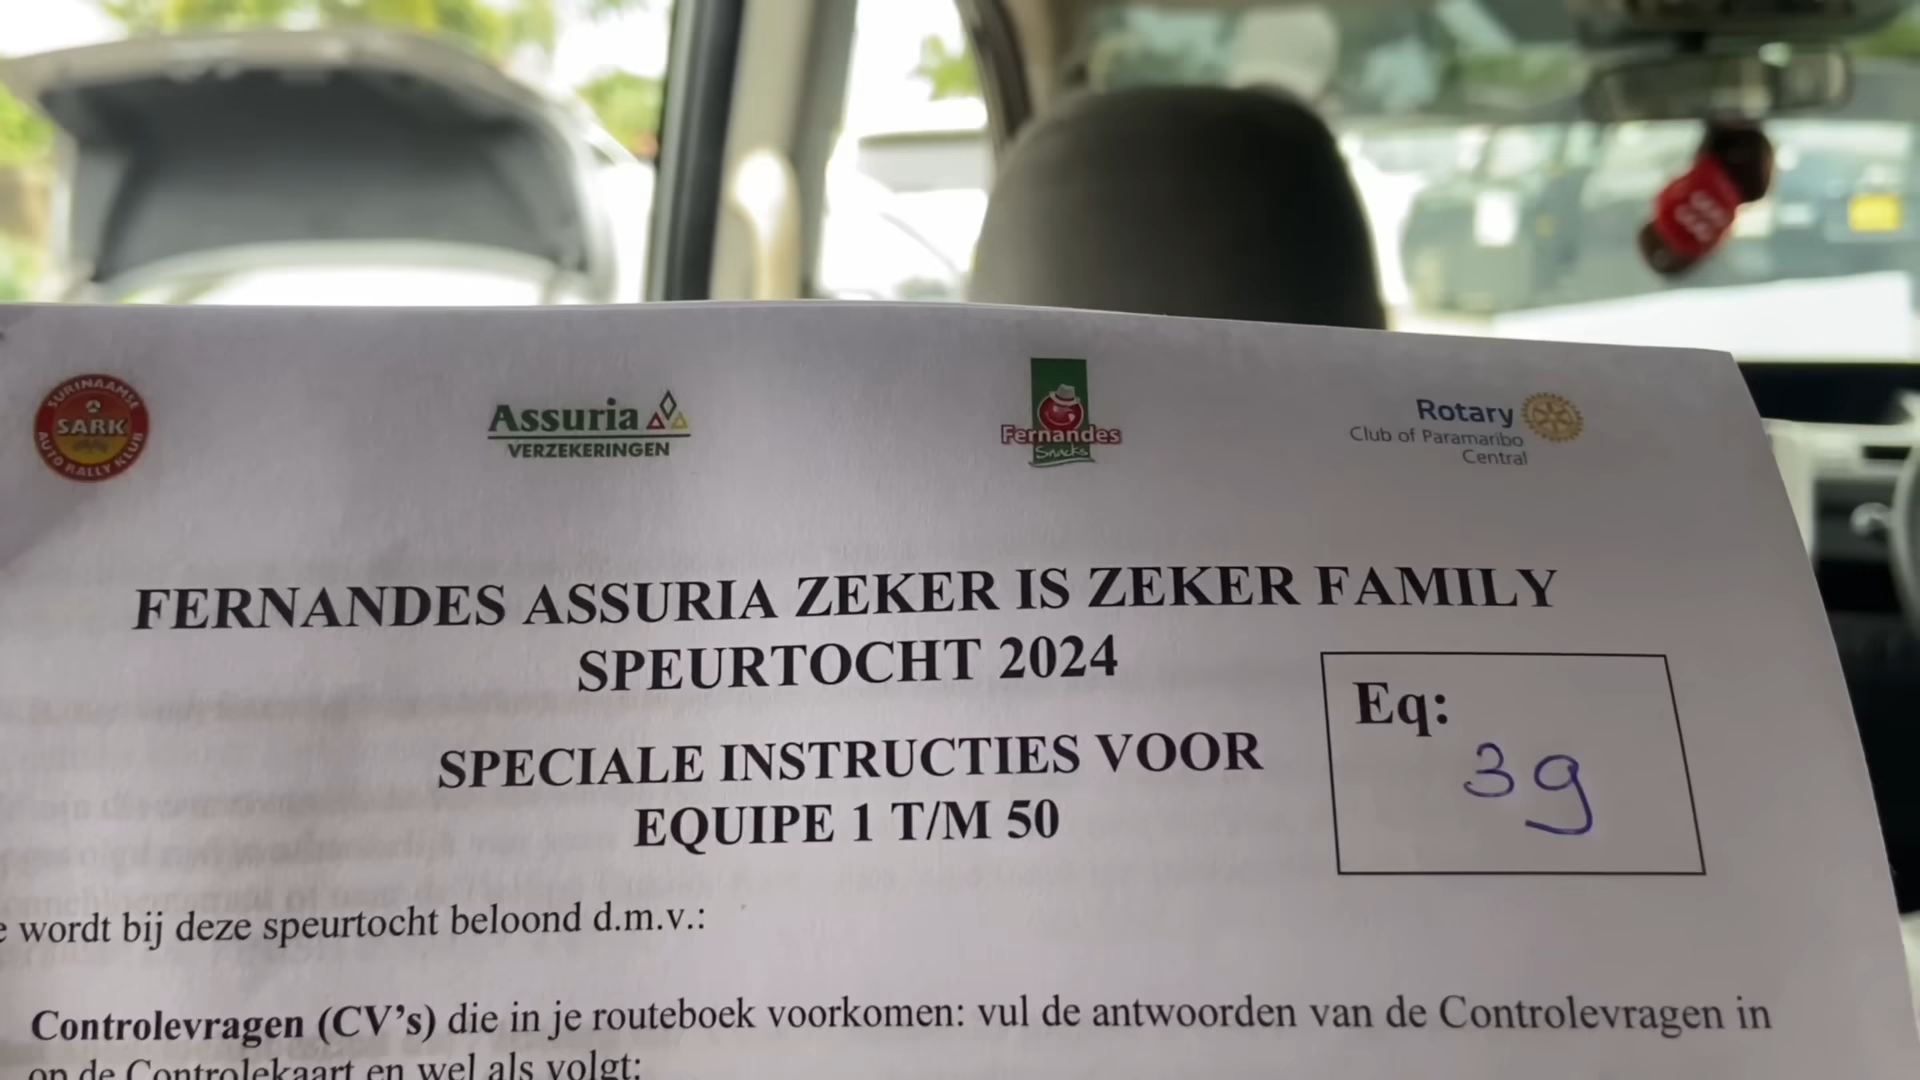 SURINAAMSE
SARK
AUTO RALLY KLUB
Assuria
VERZEKERINGEN
Fernandes
Snacks
Rotary
Club of Paramaribo
Central
FERNANDES ASSURIA ZEKER IS ZEKER FAMILY
SPEURTOCHT 2024
SPECIALE INSTRUCTIES VOOR
EQUIPE 1 T/M 50
Eq:
39
e wordt bij deze speurtocht beloond d.m.v.:
Controlevragen (CV's) die in je routeboek voorkomen: vul de antwoorden van de Controlevragen in
op de Controlekaart en wel als volgt: